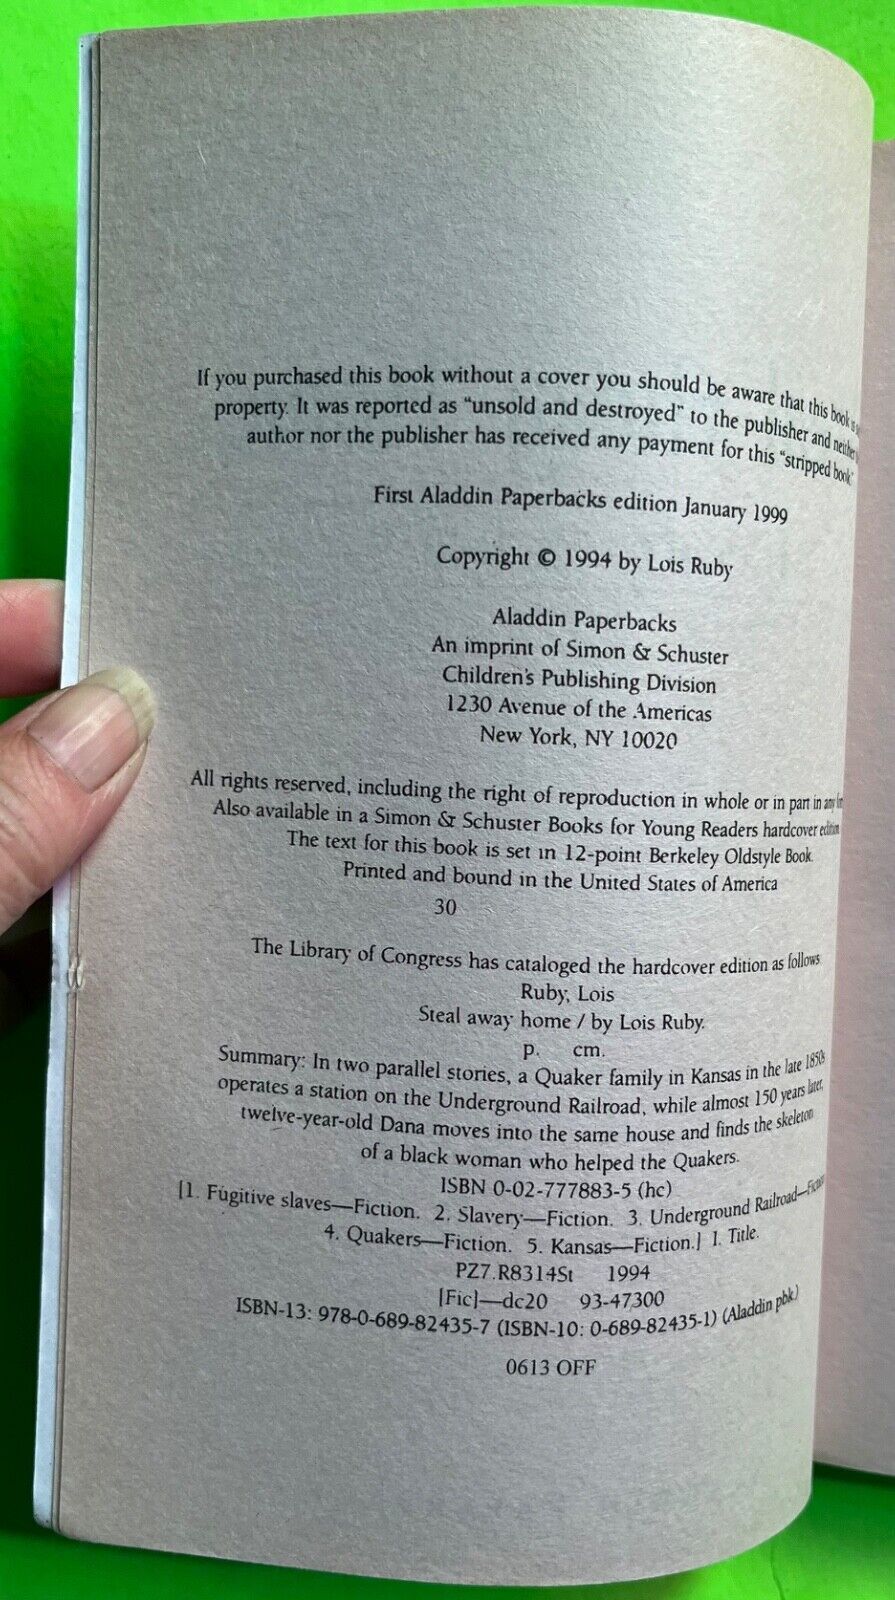 If you purchased this book without a cover you should be aware that this book is
property. It was reported as "unsold and destroyed" to the publisher and neither
author nor the publisher has received any payment for this "stripped book."
First Aladdin Paperbacks edition January 1999
Copyright © 1994 by Lois Ruby
Aladdin Paperbacks
An imprint of Simon & Schuster
Children's Publishing Division
1230 Avenue of the Americas
New York, NY 10020
All rights reserved, including the right of reproduction in whole or in part in any
Also available in a Simon & Schuster Books for Young Readers hardcover edition
The text for this book is set in 12-point Berkeley Oldstyle Book.
Printed and bound in the United States of America
30
The Library of Congress has cataloged the hardcover edition as follows
Ruby, Lois
Steal away home / by Lois Ruby.
p. cm.
Summary: In two parallel stories, a Quaker family in Kansas in the late 1850s
operates a station on the Underground Railroad, while almost 150 years later,
twelve-year-old Dana moves into the same house and finds the skeleton
of a black woman who helped the Quakers.
ISBN 0-02-777883-5 (hc)
[1. Fugitive slaves—Fiction. 2. Slavery—Fiction. 3. Underground Railroad—Fiction
4. Quakers—Fiction. 5. Kansas—Fiction.] I. Title.
PZ7.R8314St 1994
[Fic]—dc20 93-47300
ISBN-13: 978-0-689-82435-7 (ISBN-10: 0-689-82435-1) (Aladdin pbk.)
0613 OFF